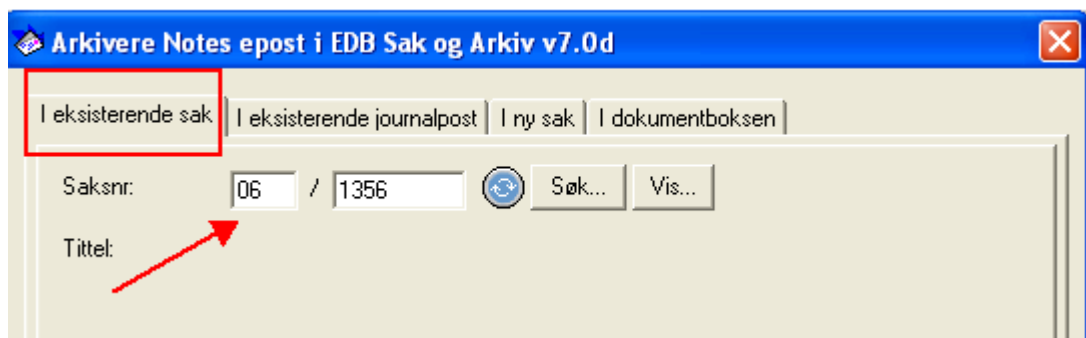 Arkivere Notes epost i EDB Sak og Arkiv v7.0d
I eksisterende sak I eksisterende journalpost I ny sak I dokumentboksen
Saksnr: 06 / 1356 Søk... Vis...
Tittel: